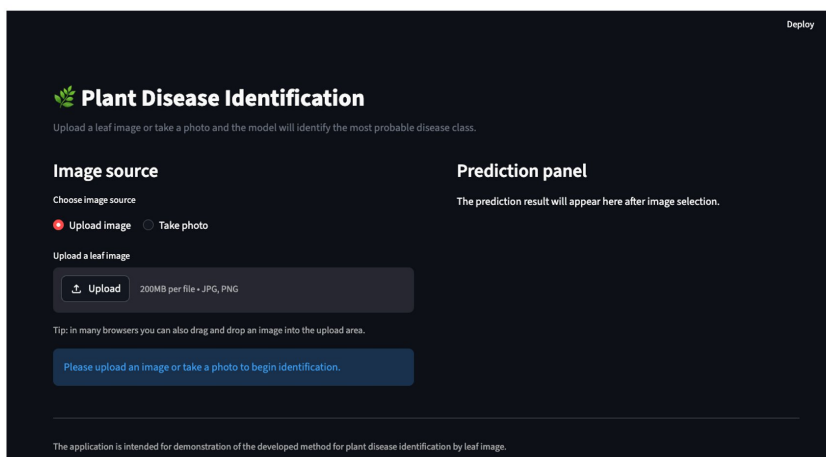 Deploy
Plant Disease Identification
Upload a leaf image or take a photo and the model will identify the most probable disease class.
Image source
Choose image source
Upload image
Take photo
Upload a leaf image
Upload
200MB per file • JPG, PNG
Tip: in many browsers you can also drag and drop an image into the upload area.
Please upload an image or take a photo to begin identification.
Prediction panel
The prediction result will appear here after image selection.
The application is intended for demonstration of the developed method for plant disease identification by leaf image.